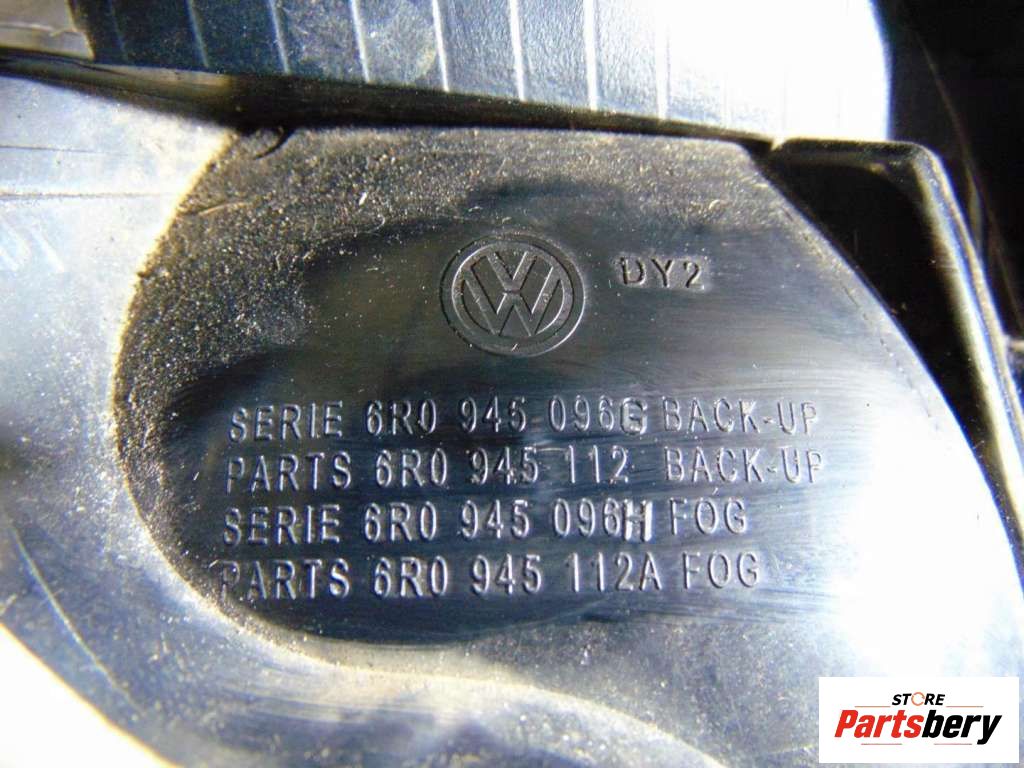 VW DY2
SERIE 6R0 945 096G BACK-UP
PARTS 6R0 945 112 BACK-UP
SERIE 6R0 945 096H FOG
PARTS 6R0 945 112A FOG
STORE
Partsbery